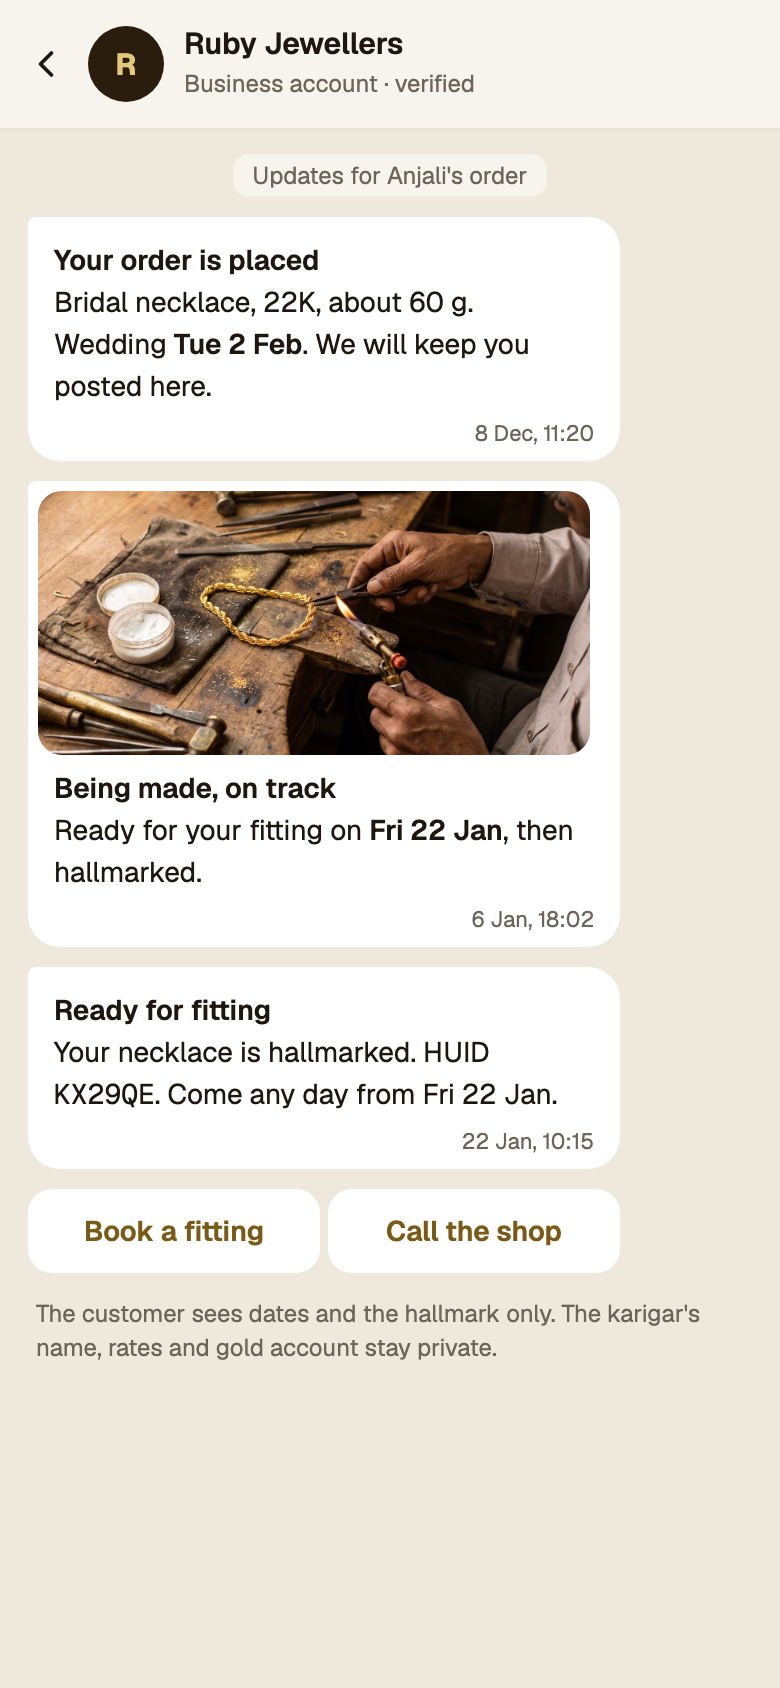 R
Ruby Jewellers
Business account · verified
Updates for Anjali's order
Your order is placed
Bridal necklace, 22K, about 60 g.
Wedding Tue 2 Feb. We will keep you
posted here.
8 Dec, 11:20
Being made, on track
Ready for your fitting on Fri 22 Jan, then
hallmarked.
6 Jan, 18:02
Ready for fitting
Your necklace is hallmarked. HUID
KX29QE. Come any day from Fri 22 Jan.
22 Jan, 10:15
Book a fitting
Call the shop
The customer sees dates and the hallmark only. The karigar's
name, rates and gold account stay private.